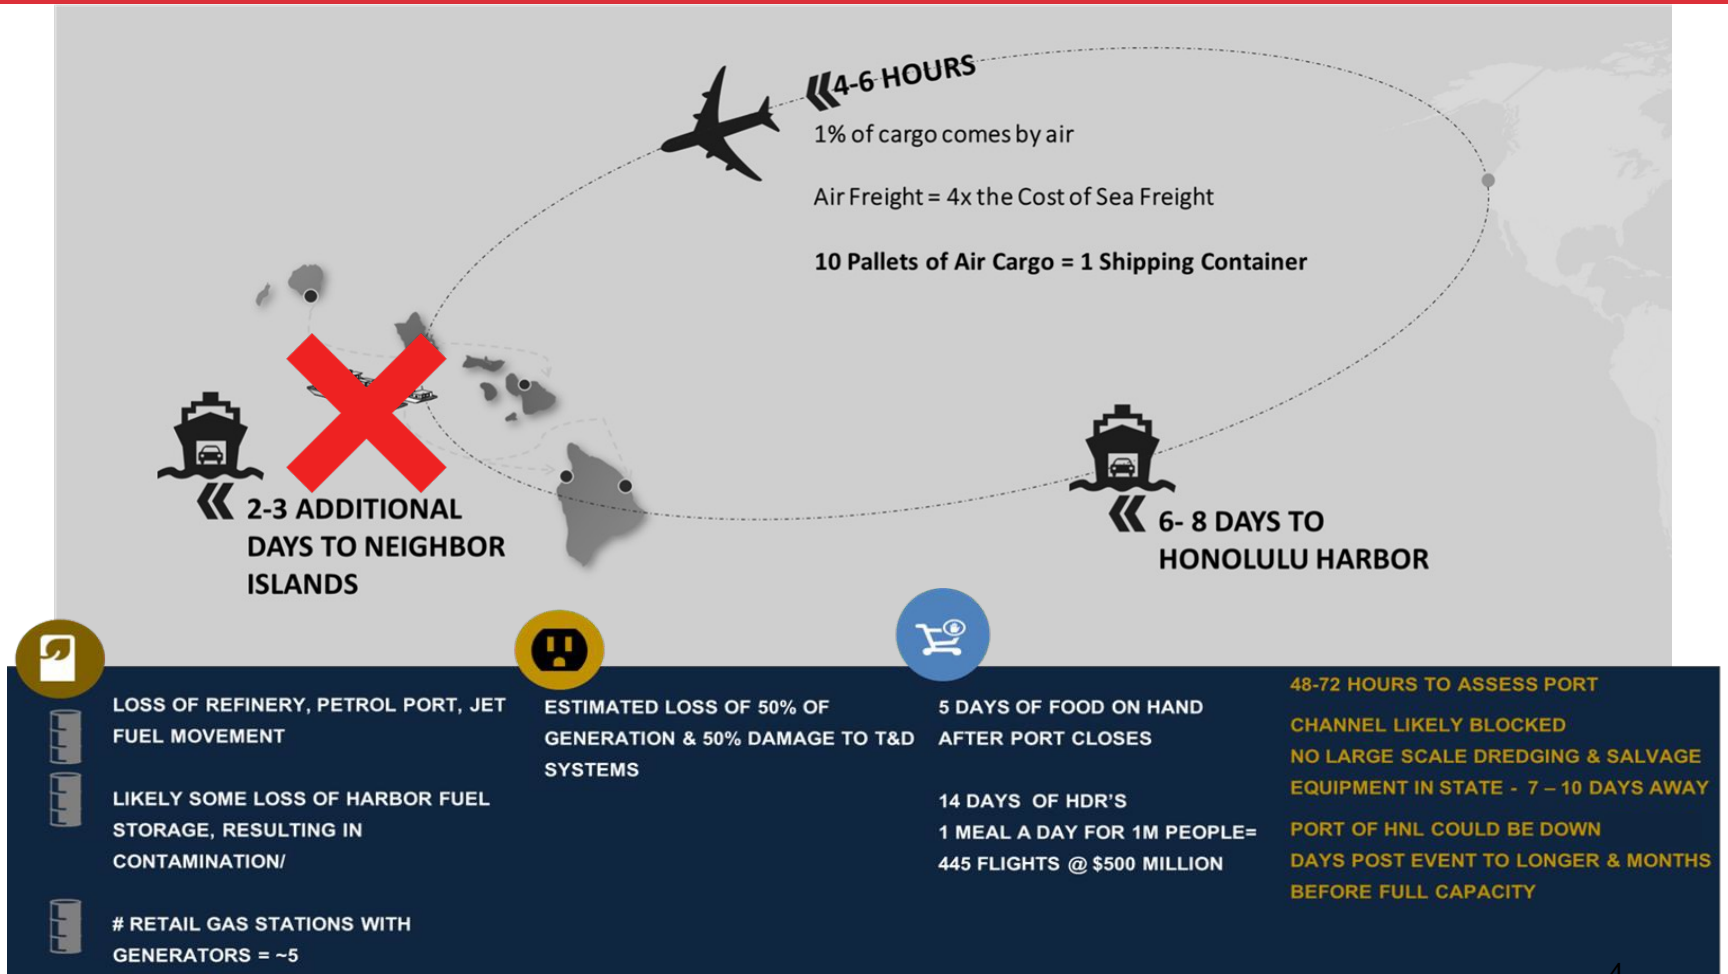 4-6 HOURS
1% of cargo comes by air
Air Freight = 4x the Cost of Sea Freight
10 Pallets of Air Cargo = 1 Shipping Container
2-3 ADDITIONAL
DAYS TO NEIGHBOR
ISLANDS
6- 8 DAYS TO
HONOLULU HARBOR
LOSS OF REFINERY, PETROL PORT, JET
FUEL MOVEMENT
LIKELY SOME LOSS OF HARBOR FUEL
STORAGE, RESULTING IN
CONTAMINATION/
# RETAIL GAS STATIONS WITH
GENERATORS = ~5
ESTIMATED LOSS OF 50% OF
GENERATION & 50% DAMAGE TO T&D
SYSTEMS
5 DAYS OF FOOD ON HAND
AFTER PORT CLOSES
14 DAYS OF HDR'S
1 MEAL A DAY FOR 1M PEOPLE=
445 FLIGHTS @ $500 MILLION
48-72 HOURS TO ASSESS PORT
CHANNEL LIKELY BLOCKED
NO LARGE SCALE DREDGING & SALVAGE
EQUIPMENT IN STATE - 7 – 10 DAYS AWAY
PORT OF HNL COULD BE DOWN
DAYS POST EVENT TO LONGER & MONTHS
BEFORE FULL CAPACITY
4